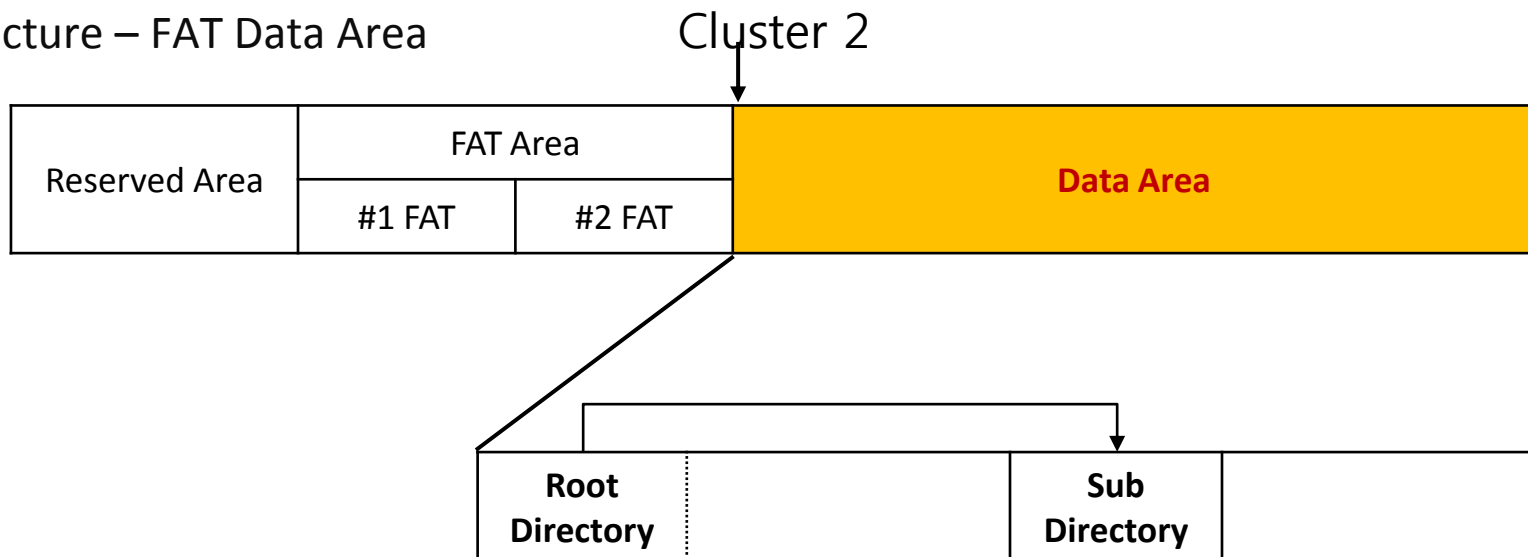 cture – FAT Data Area
Cluster 2
Reserved Area
FAT Area
#1 FAT
#2 FAT
Data Area
Root
Directory
Sub
Directory